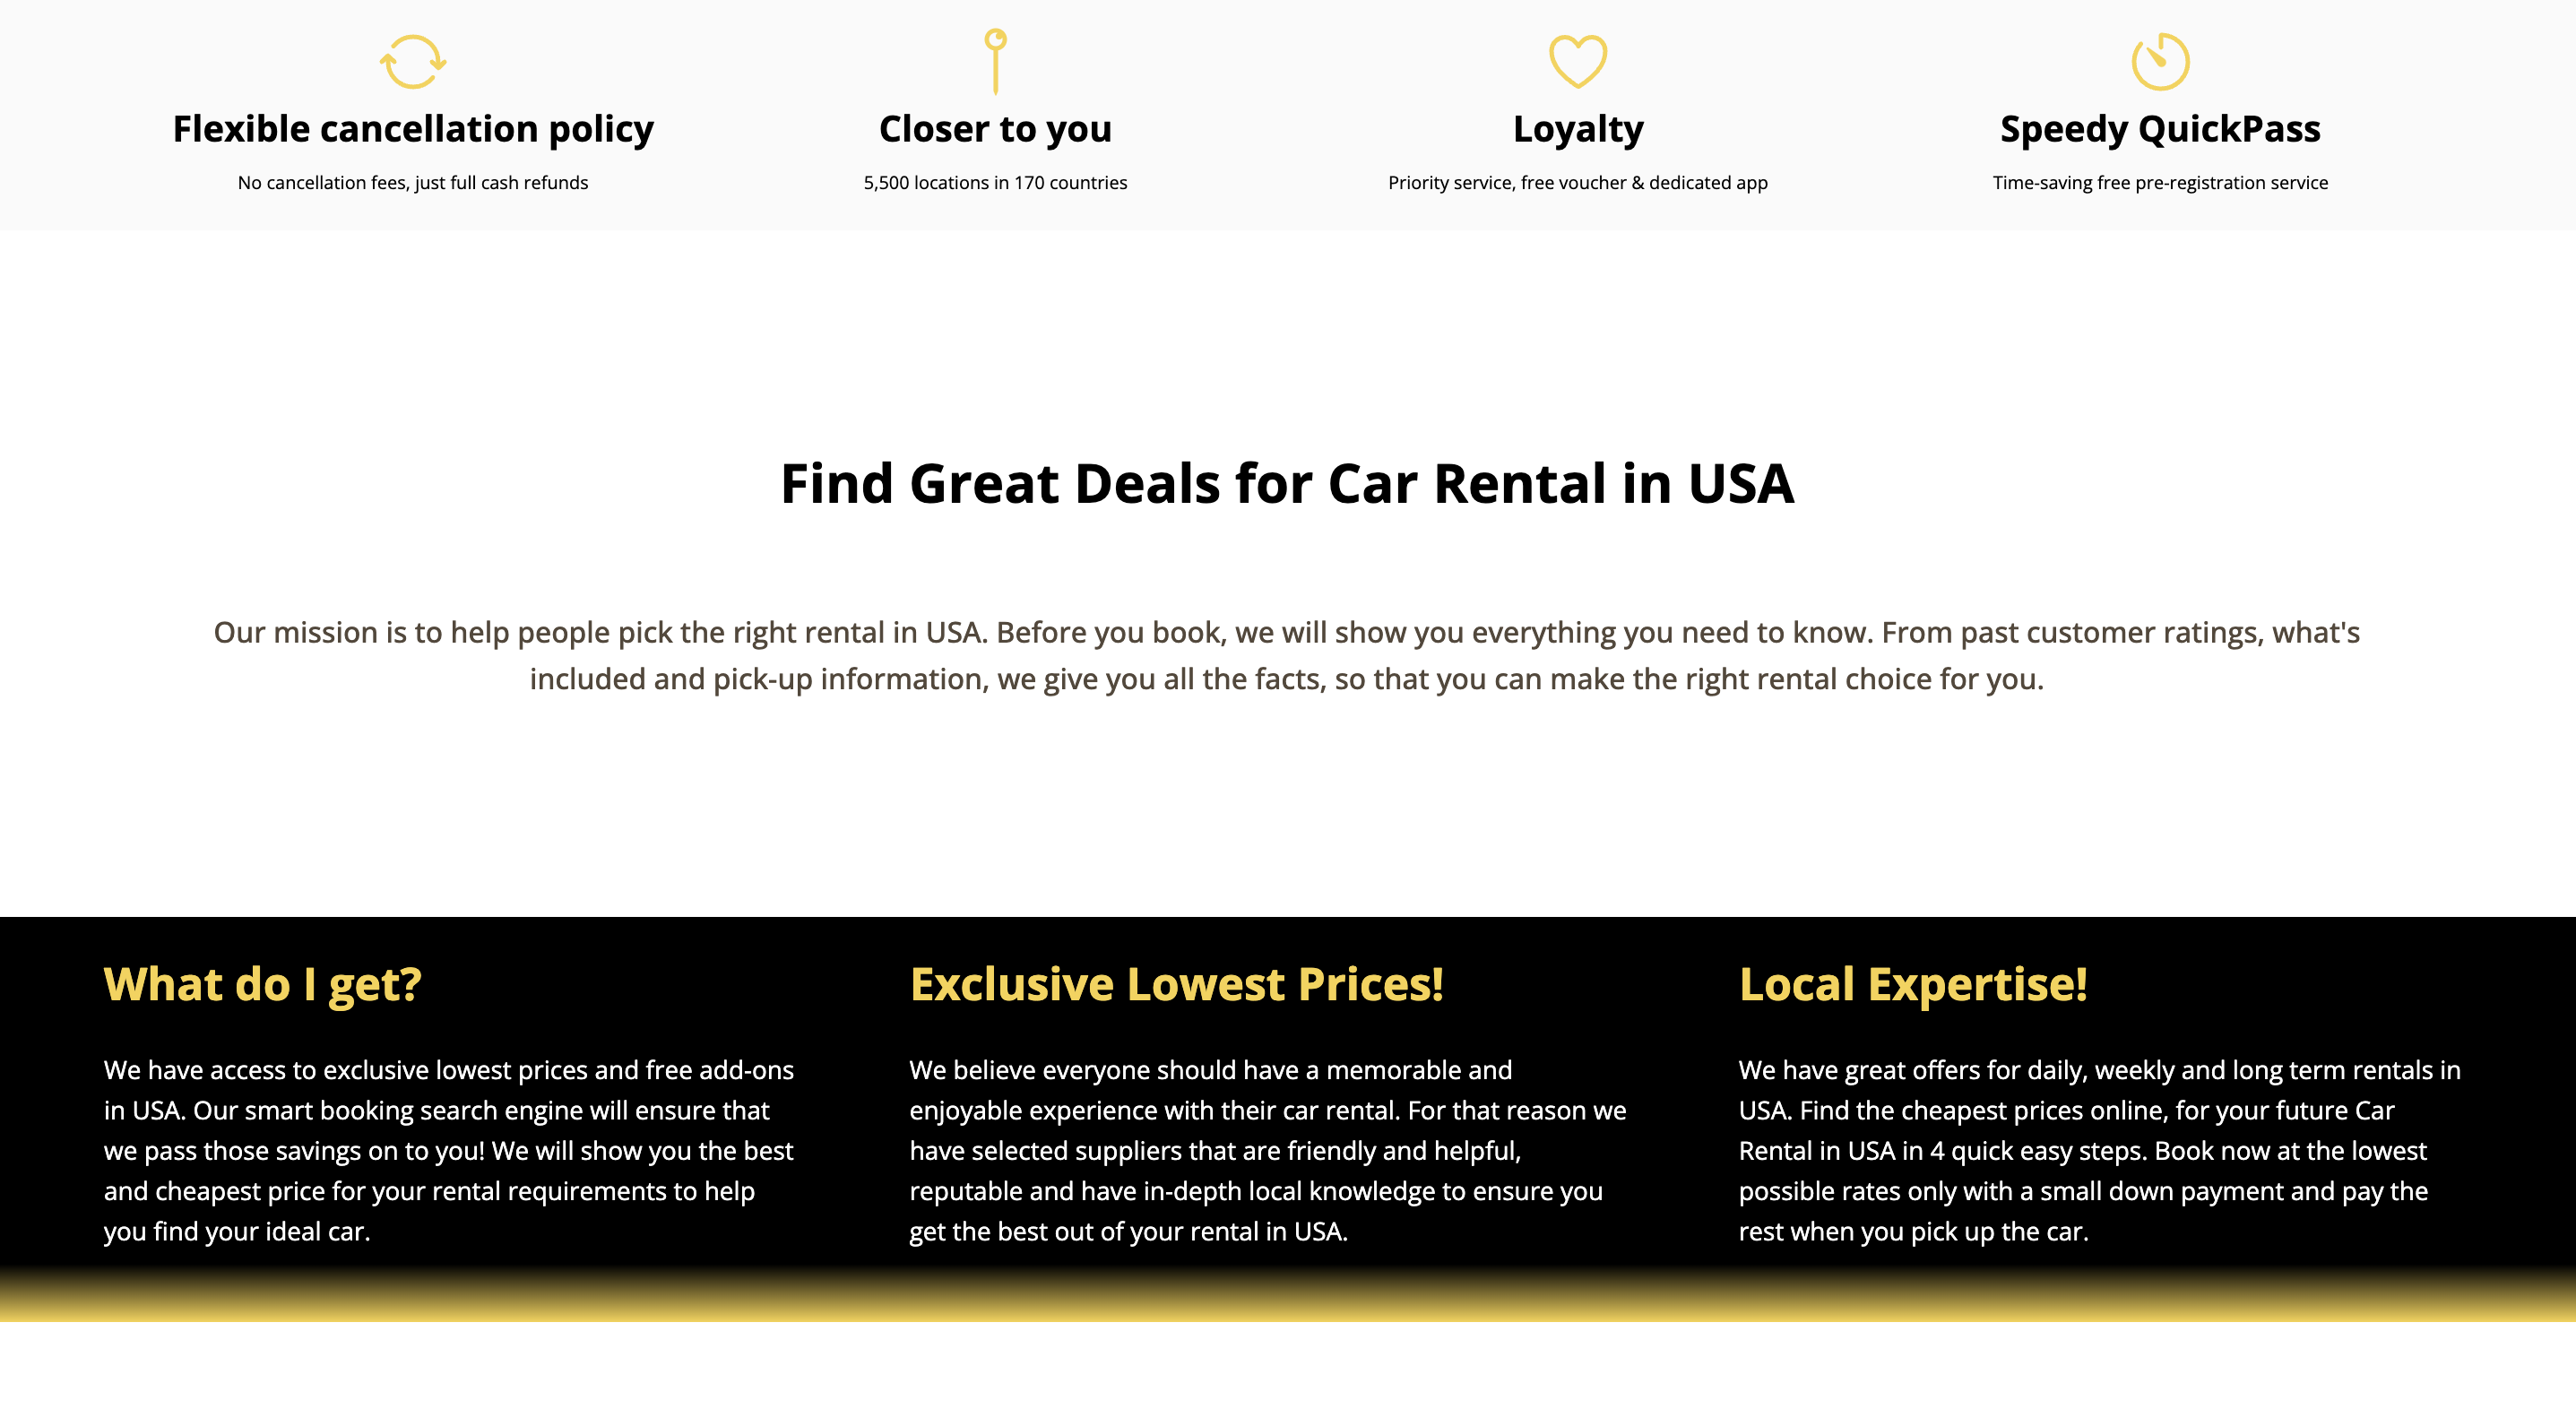 Flexible cancellation policy
No cancellation fees, just full cash refunds
Closer to you
5,500 locations in 170 countries
Loyalty
Priority service, free voucher & dedicated app
Speedy QuickPass
Time-saving free pre-registration service
Find Great Deals for Car Rental in USA
Our mission is to help people pick the right rental in USA. Before you book, we will show you everything you need to know. From past customer ratings, what's
included and pick-up information, we give you all the facts, so that you can make the right rental choice for you.
What do I get?
We have access to exclusive lowest prices and free add-ons
in USA. Our smart booking search engine will ensure that
we pass those savings on to you! We will show you the best
and cheapest price for your rental requirements to help
you find your ideal car.
Exclusive Lowest Prices!
We believe everyone should have a memorable and
enjoyable experience with their car rental. For that reason we
have selected suppliers that are friendly and helpful,
reputable and have in-depth local knowledge to ensure you
get the best out of your rental in USA.
Local Expertise!
We have great offers for daily, weekly and long term rentals in
USA. Find the cheapest prices online, for your future Car
Rental in USA in 4 quick easy steps. Book now at the lowest
possible rates only with a small down payment and pay the
rest when you pick up the car.